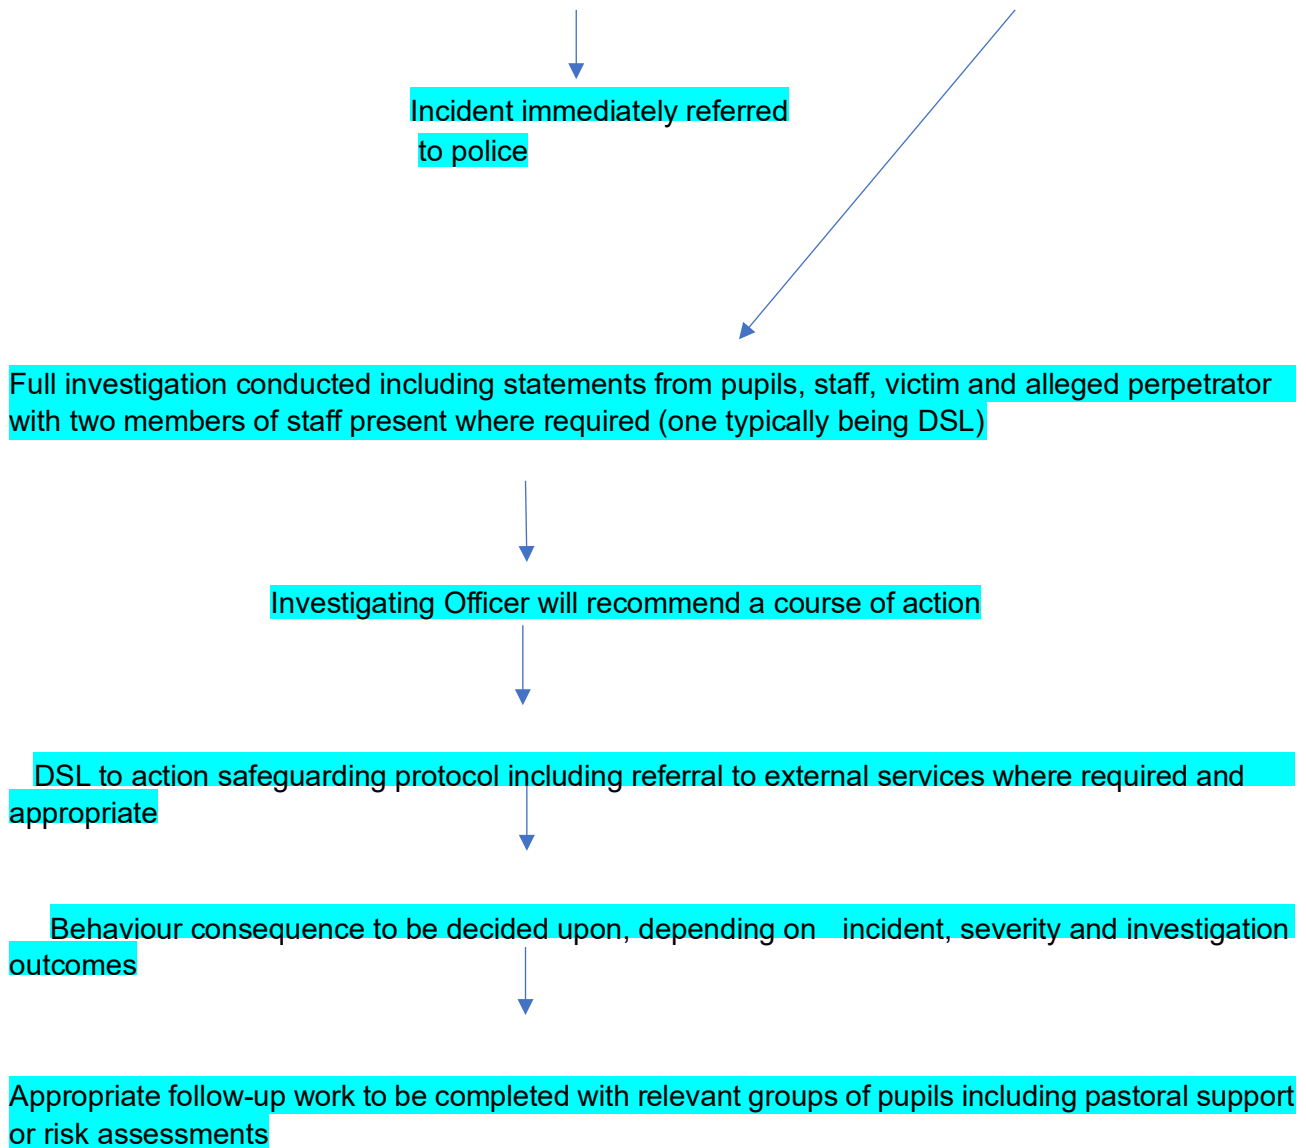 Incident immediately referred
to police
Full investigation conducted including statements from pupils, staff, victim and alleged perpetrator
with two members of staff present where required (one typically being DSL)
Investigating Officer will recommend a course of action
DSL to action safeguarding protocol including referral to external services where required and
appropriate
Behaviour consequence to be decided upon, depending on incident, severity and investigation
outcomes
Appropriate follow-up work to be completed with relevant groups of pupils including pastoral support
or risk assessments